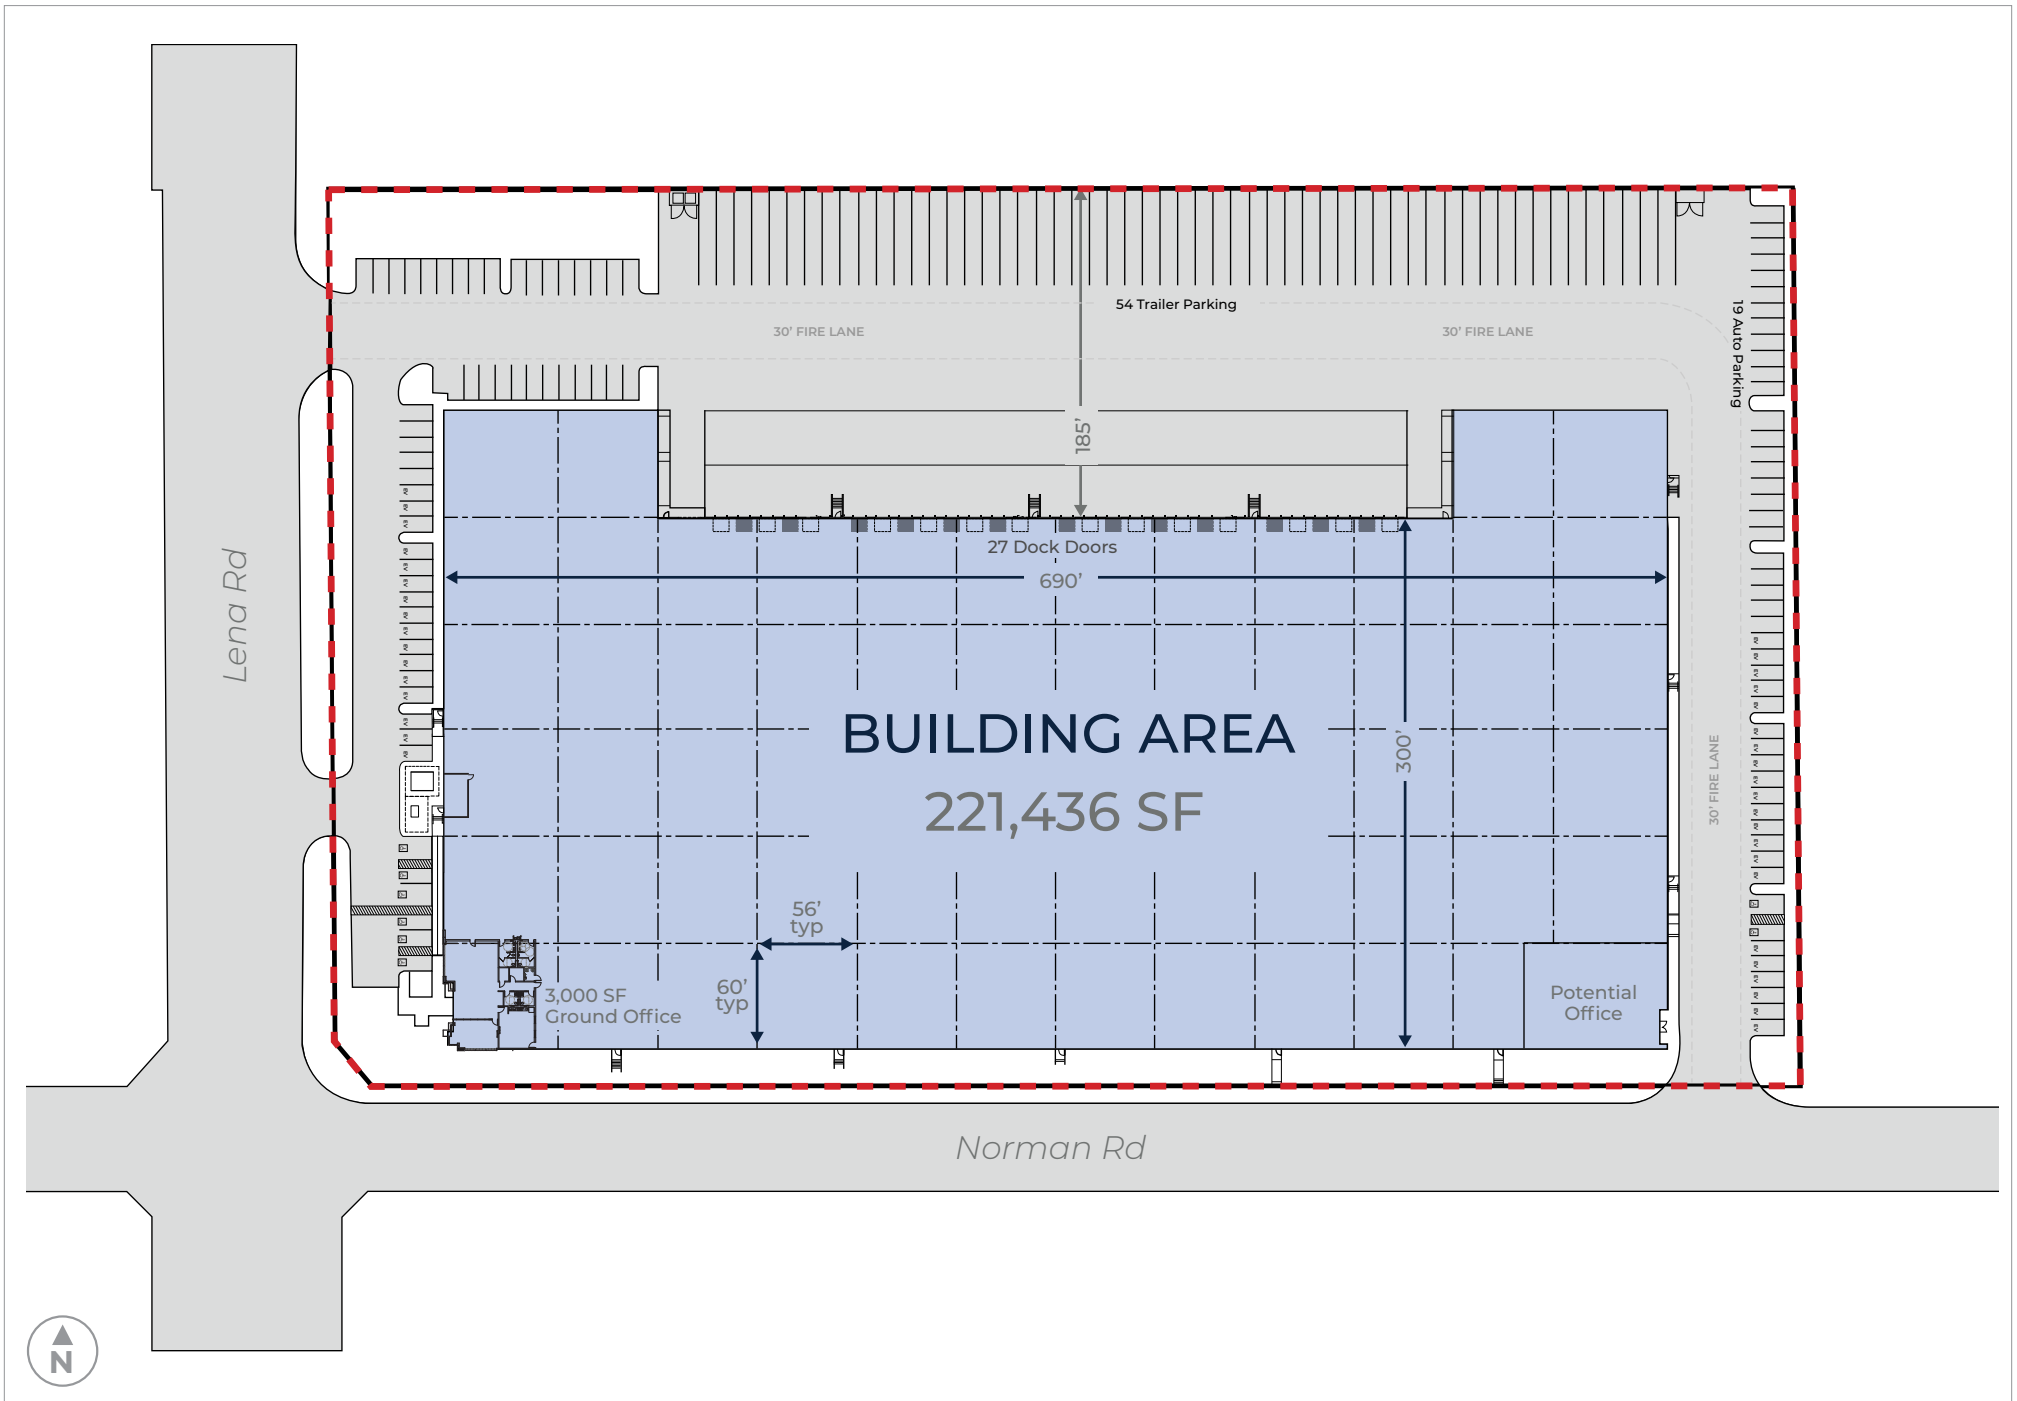 54 Trailer Parking
30’ FIRE LANE
30’ FIRE LANE
19 Auto Parking
185’
27 Dock Doors
690’
Lena Rd
BUILDING AREA
221,436 SF
300’
30’ FIRE LANE
56’
typ
60’
typ
3,000 SF
Ground Office
Potential
Office
Norman Rd
N